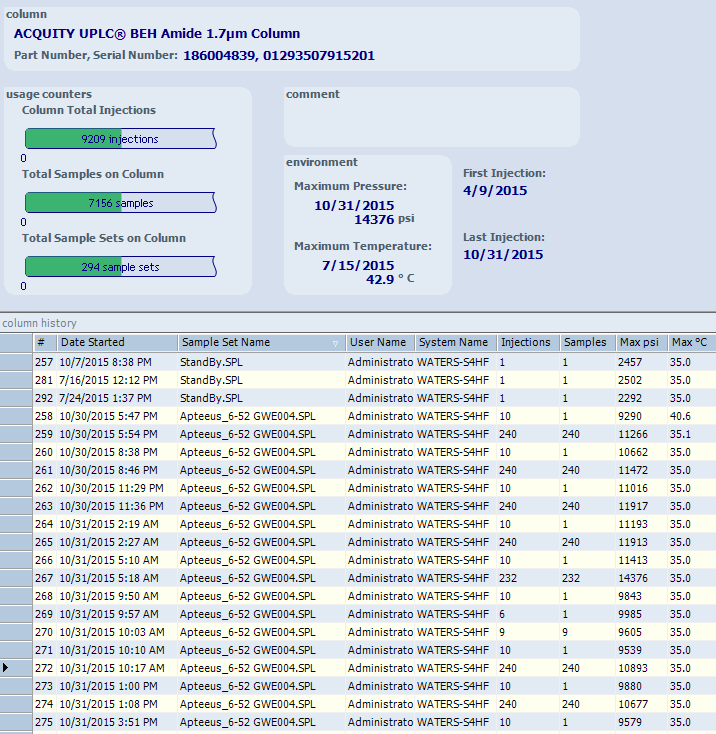 column
ACQUITY UPLC® BEH Amide 1.7µm Column
Part Number, Serial Number: 186004839, 01293507915201
usage counters
Column Total Injections
9209 injections
0
Total Samples on Column
7156 samples
0
Total Sample Sets on Column
294 sample sets
0
comment
environment
Maximum Pressure:
10/31/2015
14376 psi
Maximum Temperature:
7/15/2015
42.9 ° C
First Injection:
4/9/2015
Last Injection:
10/31/2015
column history
# Date Started Sample Set Name User Name System Name Injections Samples Max psi Max °C
257 10/7/2015 8:38 PM StandBy.SPL Administrato WATERS-S4HF 1 1 2457 35.0
281 7/16/2015 12:12 PM StandBy.SPL Administrato WATERS-S4HF 1 1 2502 35.0
292 7/24/2015 1:37 PM StandBy.SPL Administrato WATERS-S4HF 1 1 2292 35.0
258 10/30/2015 5:47 PM Apteeus_6-52 GWE004.SPL Administrato WATERS-S4HF 10 1 9290 40.6
259 10/30/2015 5:54 PM Apteeus_6-52 GWE004.SPL Administrato WATERS-S4HF 240 240 11266 35.1
260 10/30/2015 8:38 PM Apteeus_6-52 GWE004.SPL Administrato WATERS-S4HF 10 1 10662 35.0
261 10/30/2015 8:46 PM Apteeus_6-52 GWE004.SPL Administrato WATERS-S4HF 240 240 11472 35.0
262 10/30/2015 11:29 PM Apteeus_6-52 GWE004.SPL Administrato WATERS-S4HF 10 1 11016 35.0
263 10/30/2015 11:36 PM Apteeus_6-52 GWE004.SPL Administrato WATERS-S4HF 240 240 11917 35.0
264 10/31/2015 2:19 AM Apteeus_6-52 GWE004.SPL Administrato WATERS-S4HF 10 1 11193 35.0
265 10/31/2015 2:27 AM Apteeus_6-52 GWE004.SPL Administrato WATERS-S4HF 240 240 11913 35.0
266 10/31/2015 5:10 AM Apteeus_6-52 GWE004.SPL Administrato WATERS-S4HF 10 1 11413 35.0
267 10/31/2015 5:18 AM Apteeus_6-52 GWE004.SPL Administrato WATERS-S4HF 232 232 14376 35.0
268 10/31/2015 9:50 AM Apteeus_6-52 GWE004.SPL Administrato WATERS-S4HF 10 1 9843 35.0
269 10/31/2015 9:57 AM Apteeus_6-52 GWE004.SPL Administrato WATERS-S4HF 6 1 9985 35.0
270 10/31/2015 10:03 AM Apteeus_6-52 GWE004.SPL Administrato WATERS-S4HF 9 9 9605 35.0
271 10/31/2015 10:10 AM Apteeus_6-52 GWE004.SPL Administrato WATERS-S4HF 10 1 9539 35.0
272 10/31/2015 10:17 AM Apteeus_6-52 GWE004.SPL Administrato WATERS-S4HF 240 240 10893 35.0
273 10/31/2015 1:00 PM Apteeus_6-52 GWE004.SPL Administrato WATERS-S4HF 10 1 9880 35.0
274 10/31/2015 1:08 PM Apteeus_6-52 GWE004.SPL Administrato WATERS-S4HF 240 240 10677 35.0
275 10/31/2015 3:51 PM Apteeus_6-52 GWE004.SPL Administrato WATERS-S4HF 10 1 9579 35.0